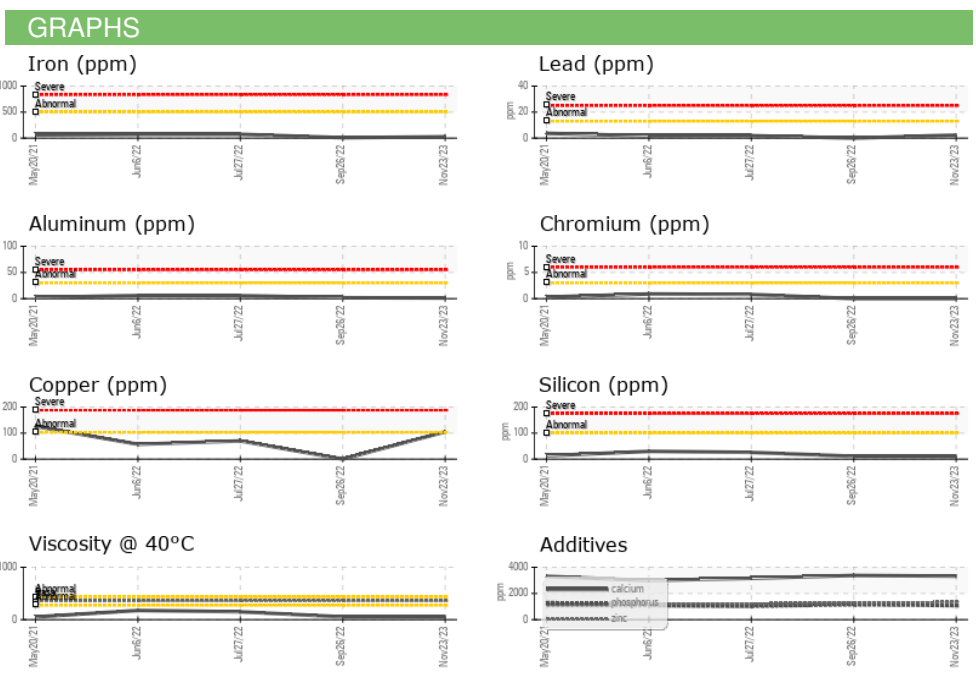 GRAPHS
Iron (ppm)
1000
500
0
Severe
Abnormal
May20/21
Jun6/22
Jul27/22
Sep26/22
Nov23/23
Lead (ppm)
ppm
40
20
0
Severe
Abnormal
May20/21
Jun6/22
Jul27/22
Sep26/22
Nov23/23
Aluminum (ppm)
100
50
0
Severe
Abnormal
May20/21
Jun6/22
Jul27/22
Sep26/22
Nov23/23
Chromium (ppm)
ppm
10
5
0
Severe
Abnormal
May20/21
Jun6/22
Jul27/22
Sep26/22
Nov23/23
Copper (ppm)
200
100
0
Severe
Abnormal
May20/21
Jun6/22
Jul27/22
Sep26/22
Nov23/23
Silicon (ppm)
ppm
200
100
0
Severe
Abnormal
May20/21
Jun6/22
Jul27/22
Sep26/22
Nov23/23
Viscosity @ 40°C
1000
500
0
Abnormal
Abnormal
May20/21
Jun6/22
Jul27/22
Sep26/22
Nov23/23
Additives
ppm
4000
2000
0
calcium
phosphorus
zinc
May20/21
Jun6/22
Jul27/22
Sep26/22
Nov23/23